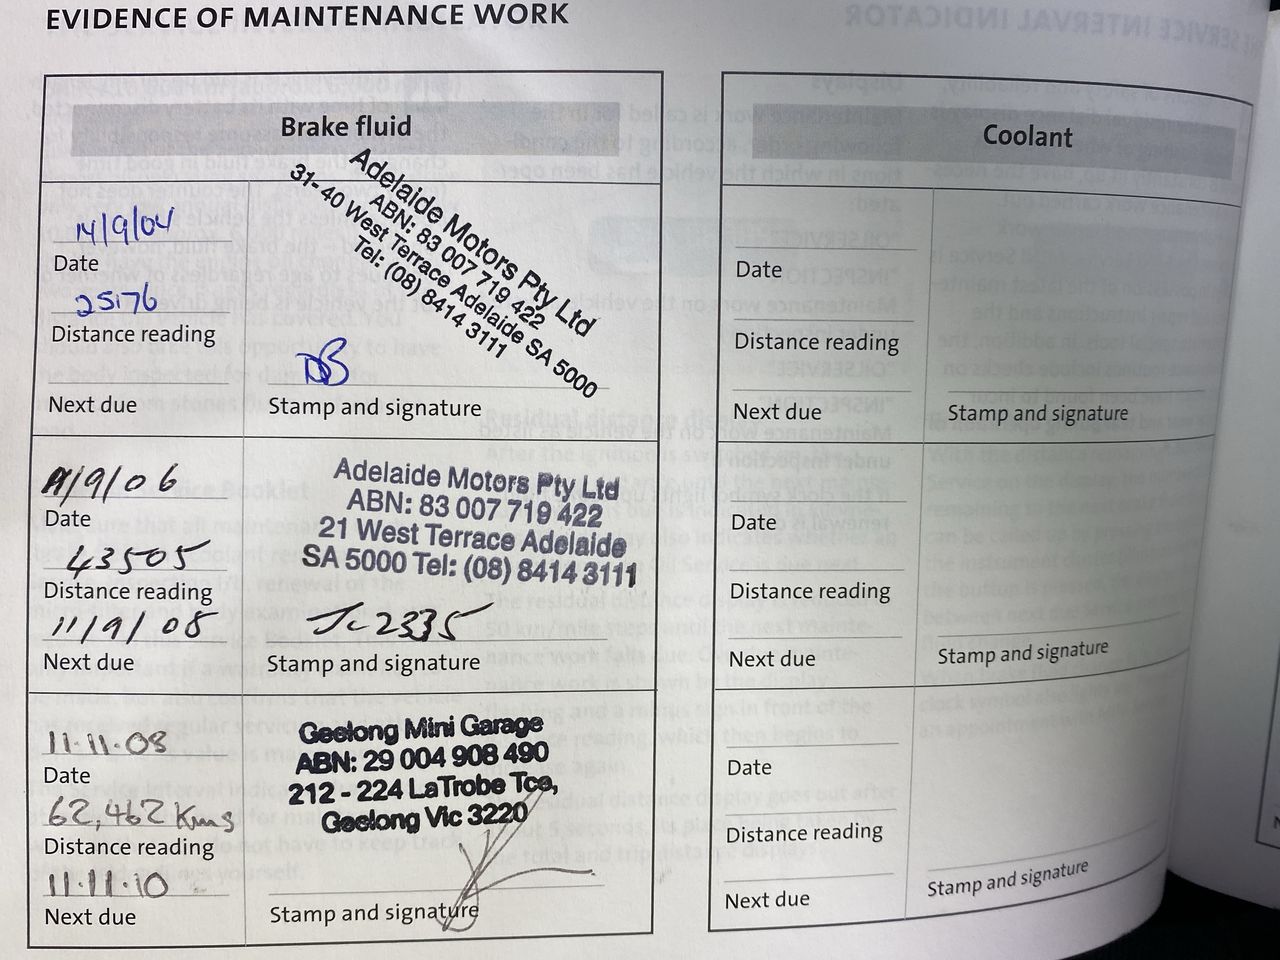 EVIDENCE OF MAINTENANCE WORK
Brake fluid
14/9/04
Date
25176
Distance reading
Next due
Adelaide Motors Pty Ltd
ABN: 83 007 719 422
31- 40 West Terrace Adelaide SA 5000
Tel: (08) 8414 3111
DB
Stamp and signature
11/9/06
Date
43505
Distance reading
11/9/08
Next due
Adelaide Motors Pty Ltd
ABN: 83 007 719 422
21 West Terrace Adelaide
SA 5000 Tel: (08) 8414 3111
Stamp and signature
11.11.08
Date
62,462 Kms
Distance reading
11.11.10
Next due
Geelong Mini Garage
ABN: 29 004 908 490
212 - 224 LaTrobe Tce,
Geelong Vic 3220
Stamp and signature
Coolant
Date
Distance reading
Next due
Stamp and signature
Date
Distance reading
Next due
Stamp and signature
Date
Distance reading
Next due
Stamp and signature